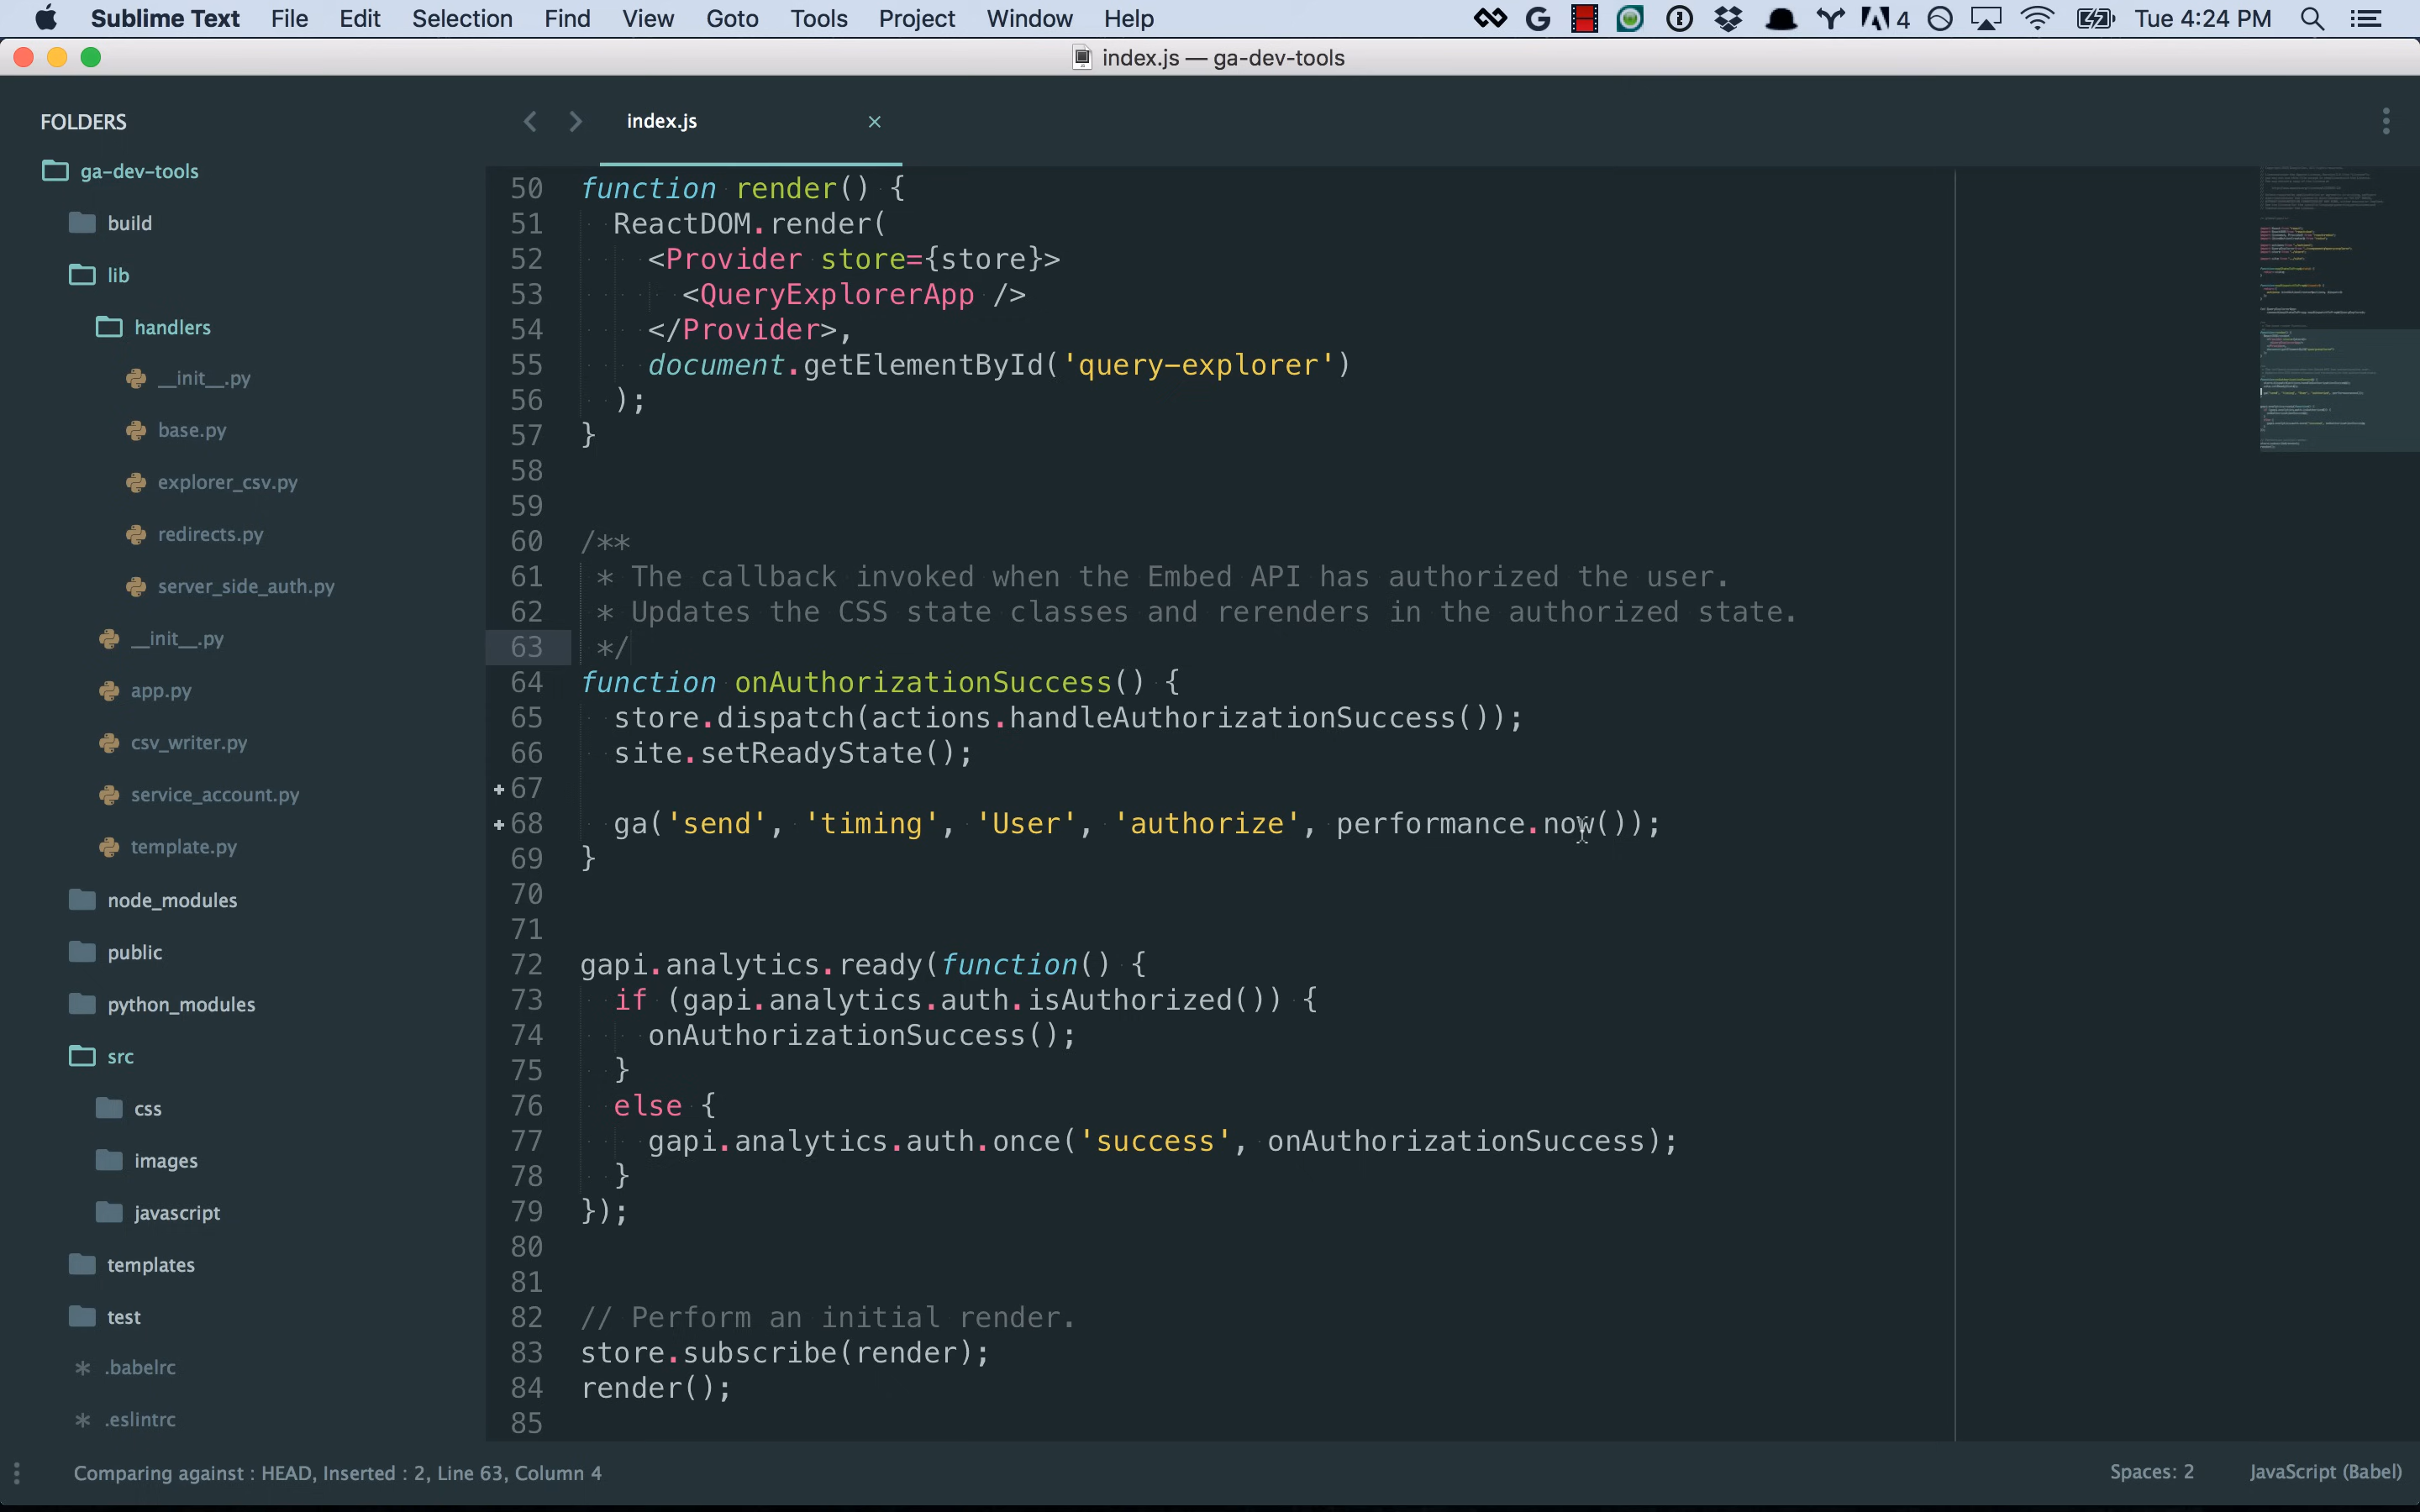 Sublime Text File Edit Selection Find View Goto Tools Project Window Help 4 Tue 4:24 PM
index.js — ga-dev-tools
FOLDERS
ga-dev-tools
build
lib
handlers
__init__.py
base.py
explorer_csv.py
redirects.py
server_side_auth.py
__init__.py
app.py
csv_writer.py
service_account.py
template.py
node_modules
public
python_modules
src
css
images
javascript
templates
test
.babelrc
.eslintrc
index.js ×
50 function render() {
51 ReactDOM.render(
52 <Provider store={store}>
53 <QueryExplorerApp />
54 </Provider>,
55 document.getElementById('query-explorer')
56 );
57 }
58
59
60 /**
61 * The callback invoked when the Embed API has authorized the user.
62 * Updates the CSS state classes and rerenders in the authorized state.
63 */
64 function onAuthorizationSuccess() {
65 store.dispatch(actions.handleAuthorizationSuccess());
66 site.setReadyState();
+67
+68 ga('send', 'timing', 'User', 'authorize', performance.now());
69 }
70
71
72 gapi.analytics.ready(function() {
73 if (gapi.analytics.auth.isAuthorized()) {
74 onAuthorizationSuccess();
75 }
76 else {
77 gapi.analytics.auth.once('success', onAuthorizationSuccess);
78 }
79 });
80
81
82 // Perform an initial render.
83 store.subscribe(render);
84 render();
85
Comparing against : HEAD, Inserted : 2, Line 63, Column 4
Spaces: 2 JavaScript (Babel)